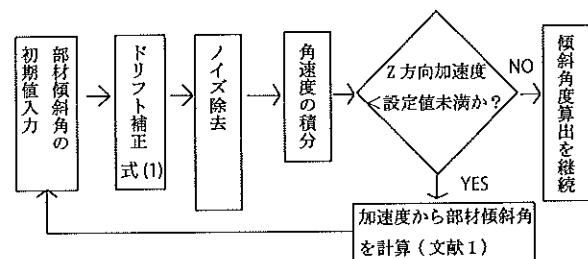 部材傾斜角の
初期値入力
ドリフト補正
式(1)
ノイズ除去
角速度の積分
Z方向加速度
<設定値未満か?
NO
傾斜角度算出を継続
YES
加速度から部材傾斜角
を計算(文献1)